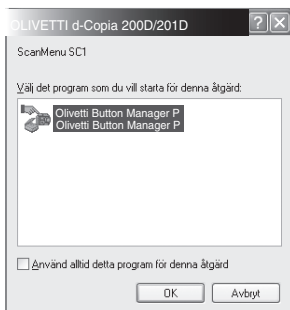 OLIVETTI d-Copia 200D/201D
ScanMenu SC1
Välj det program som du vill starta för denna åtgärd:
Olivetti Button Manager P
Olivetti Button Manager P
Använd alltid detta program för denna åtgärd
OK
Avbryt